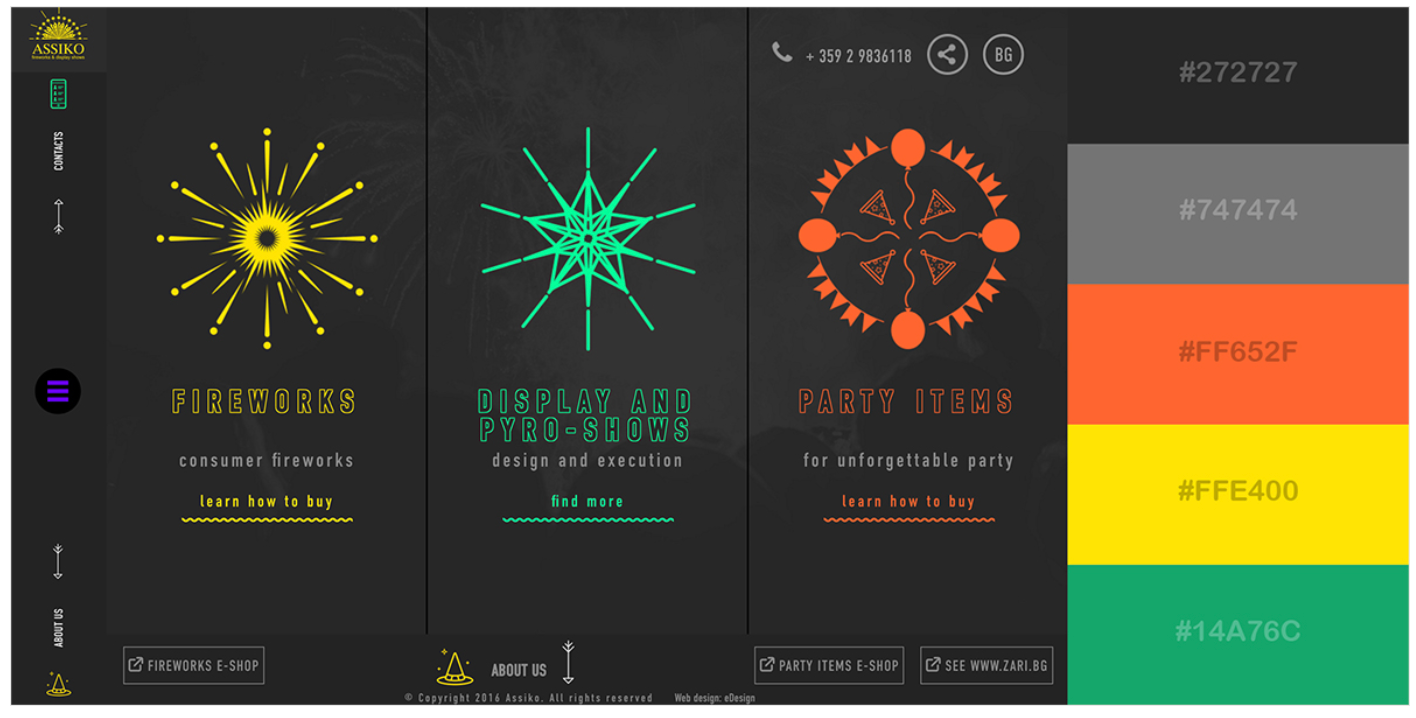 ASSIKO
fireworks & display shows
CONTACTS
ABOUT US
+ 359 2 9836118
BG
FIREWORKS
consumer fireworks
learn how to buy
DISPLAY AND
PYRO-SHOWS
design and execution
find more
PARTY ITEMS
for unforgettable party
learn how to buy
FIREWORKS E-SHOP
ABOUT US
PARTY ITEMS E-SHOP
SEE WWW.ZARI.BG
© Copyright 2016 Assiko. All rights reserved
Web design: eDesign
#272727
#747474
#FF652F
#FFE400
#14A76C